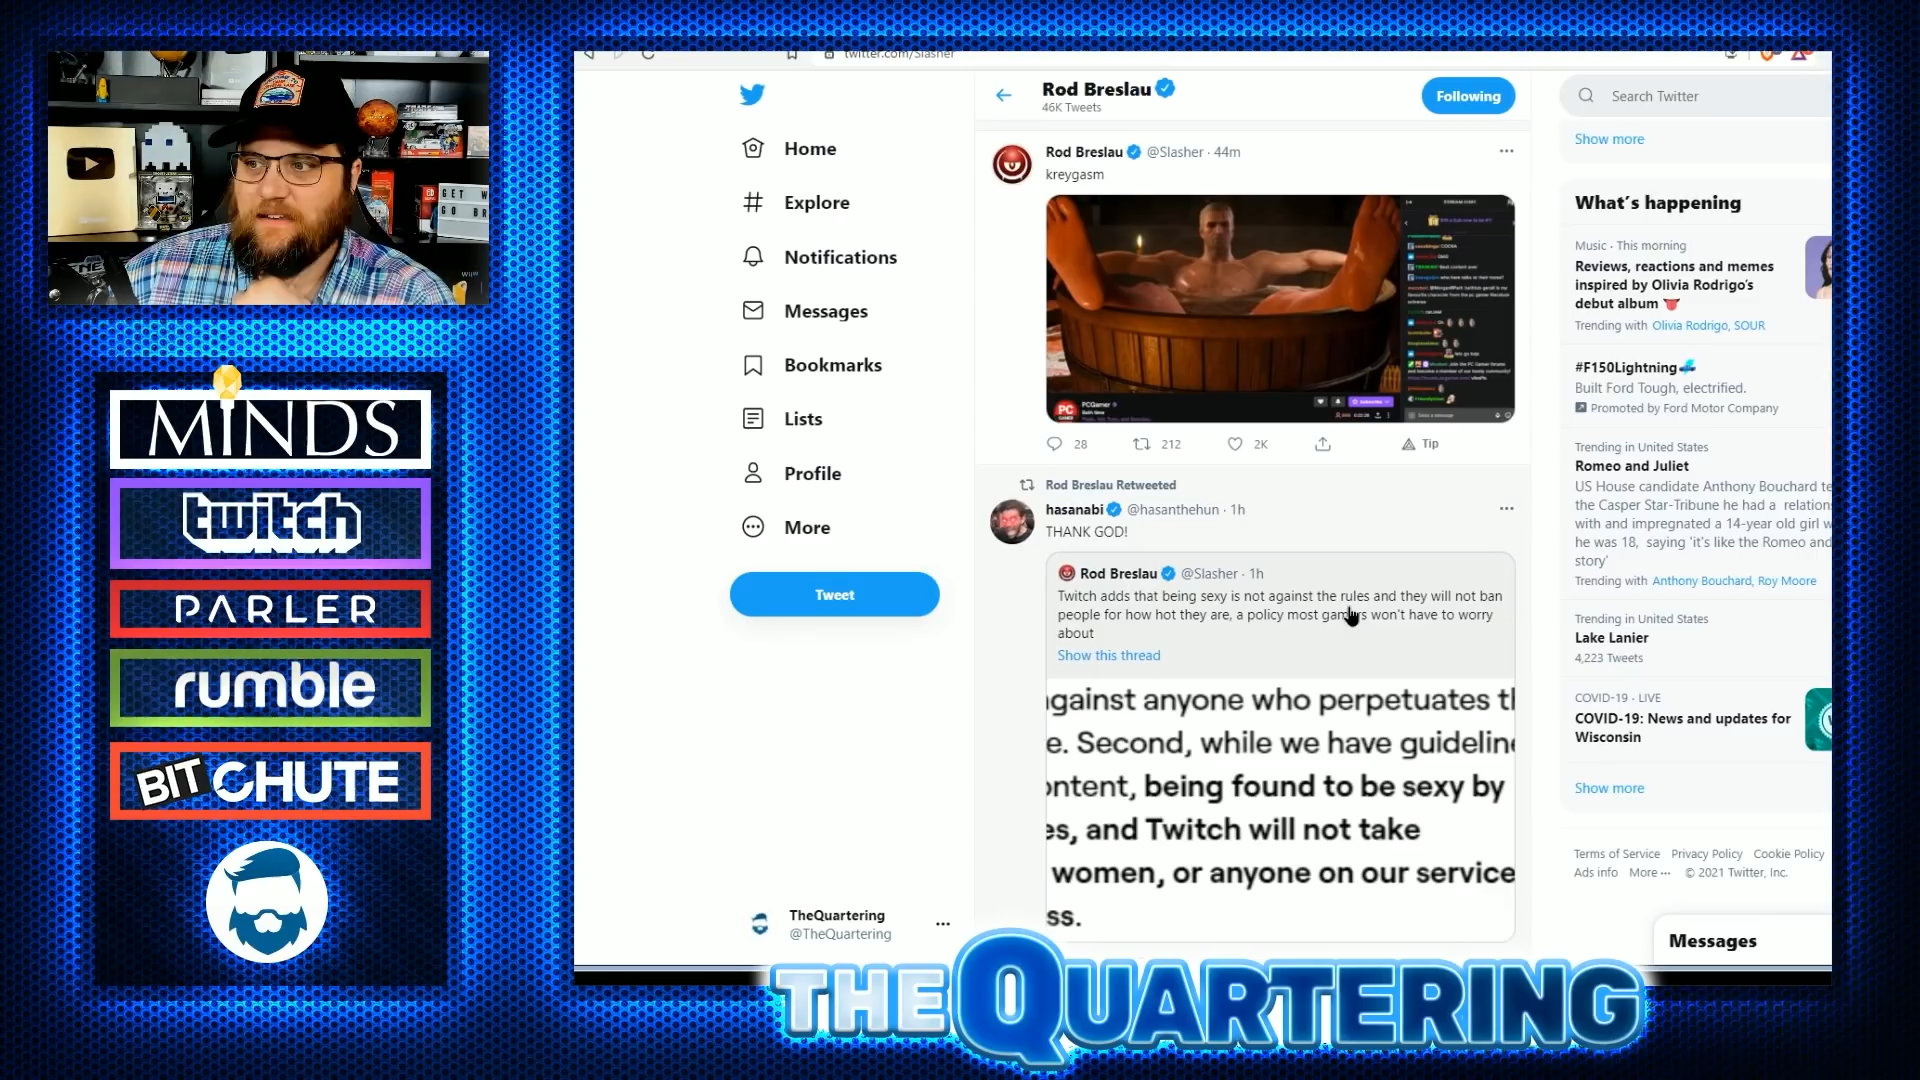 twitter.com/Slasher
Rod Breslau
46K Tweets
Following
Search Twitter
Show more
Home
Explore
Notifications
Messages
Bookmarks
Lists
Profile
More
Tweet
TheQuartering
@TheQuartering
Rod Breslau @Slasher · 44m
kreygasm
PC
GAMER
PCGamer
28
212
2K
Tip
Rod Breslau Retweeted
hasanabi @hasanthehun · 1h
THANK GOD!
Rod Breslau @Slasher · 1h
Twitch adds that being sexy is not against the rules and they will not ban
people for how hot they are, a policy most gamers won't have to worry
about
Show this thread
against anyone who perpetuates
e. Second, while we have guideline
ontent, being found to be sexy by
es, and Twitch will not take
women, or anyone on our service
ss.
What's happening
Music · This morning
Reviews, reactions and memes
inspired by Olivia Rodrigo's
debut album
Trending with Olivia Rodrigo, SOUR
#F150Lightning
Built Ford Tough, electrified.
Promoted by Ford Motor Company
Trending in United States
Romeo and Juliet
US House candidate Anthony Bouchard te
the Casper Star-Tribune he had a relation
with and impregnated a 14-year old girl w
he was 18, saying 'it's like the Romeo and
story'
Trending with Anthony Bouchard, Roy Moore
Trending in United States
Lake Lanier
4,223 Tweets
COVID-19 · LIVE
COVID-19: News and updates for
Wisconsin
Show more
Terms of Service Privacy Policy Cookie Policy
Ads info More ··· © 2021 Twitter, Inc.
Messages
GET W
GO BR
MINDS
twitch
PARLER
rumble
BITCHUTE
THE QUARTERING